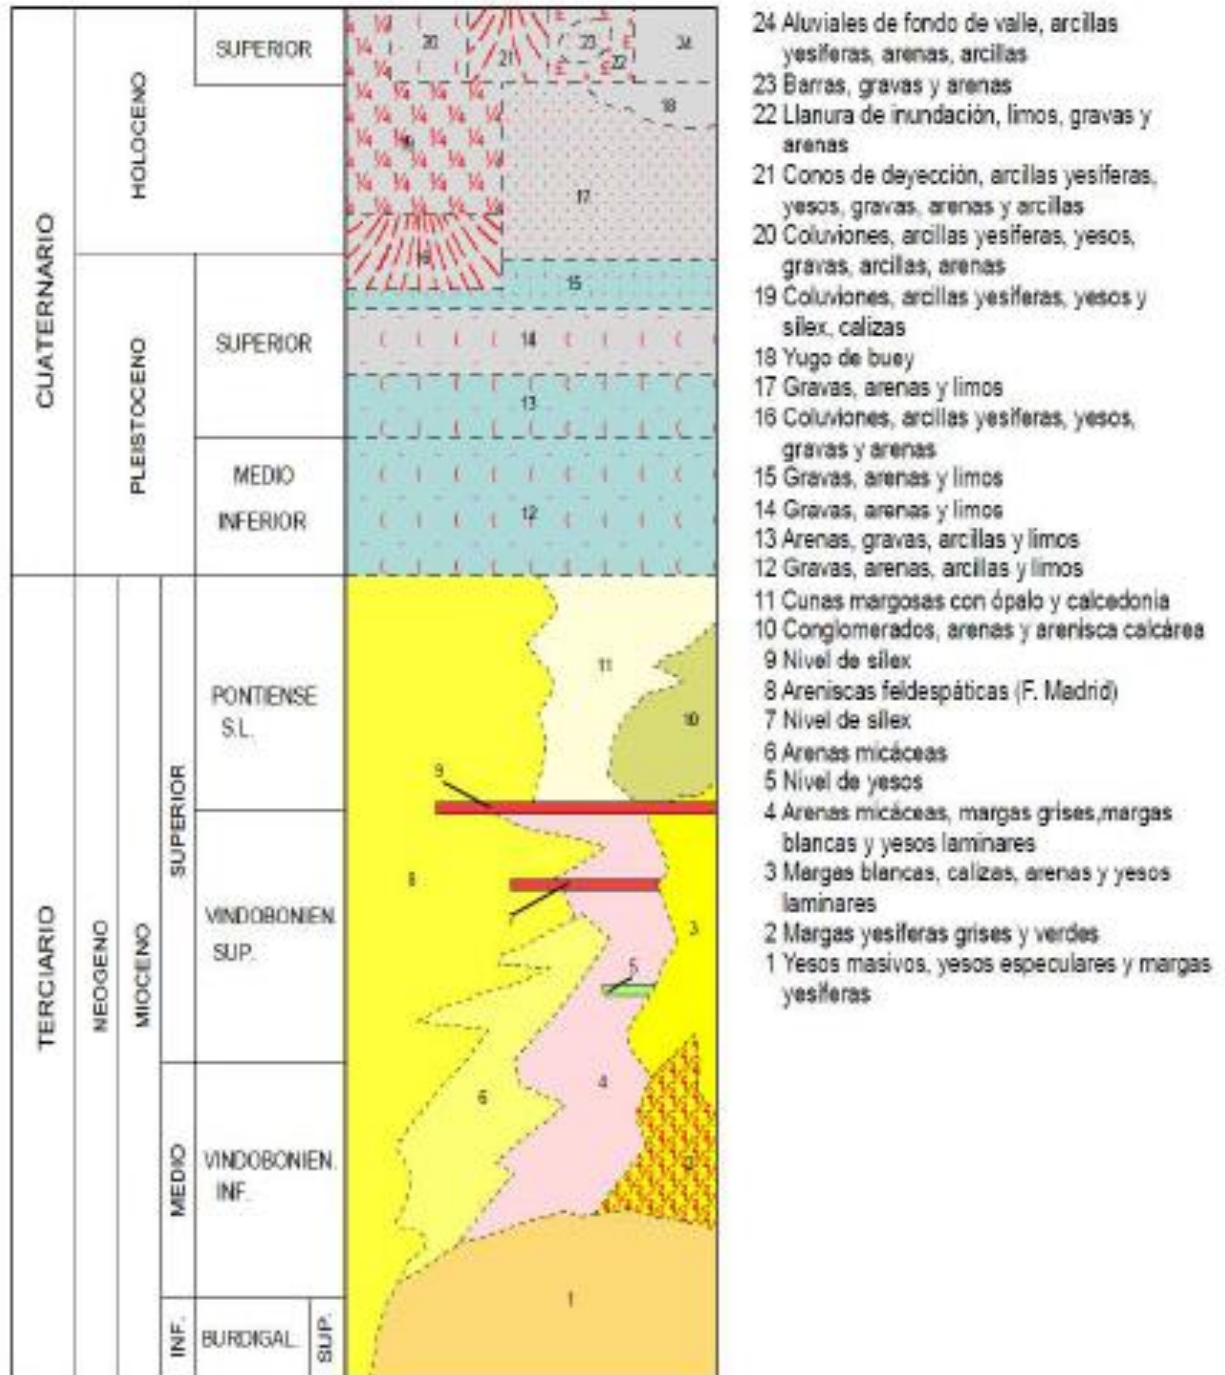 CUATERNARIO
HOLOCENO
SUPERIOR
PLEISTOCENO
SUPERIOR
MEDIO
INFERIOR
TERCIARIO
NEOGENO
MIOCENO
SUPERIOR
PONTIENSE
S.L.
VINDOBONIEN.
SUP.
MEDIO
VINDOBONIEN.
INF.
INF.
BURDIGAL.
SUP.
20
21
23
22
24
18
19
17
16
15
14
13
12
11
10
9
8
7
3
5
4
6
2
1
24 Aluviales de fondo de valle, arcillas
yesíferas, arenas, arcillas
23 Barras, gravas y arenas
22 Llanura de inundación, limos, gravas y
arenas
21 Conos de deyección, arcillas yesíferas,
yesos, gravas, arenas y arcillas
20 Coluviones, arcillas yesíferas, yesos,
gravas, arcillas, arenas
19 Coluviones, arcillas yesíferas, yesos y
sílex, calizas
18 Yugo de buey
17 Gravas, arenas y limos
16 Coluviones, arcillas yesíferas, yesos,
gravas y arenas
15 Gravas, arenas y limos
14 Gravas, arenas y limos
13 Arenas, gravas, arcillas y limos
12 Gravas, arenas, arcillas y limos
11 Cunas margosas con ópalo y calcedonia
10 Conglomerados, arenas y arenisca calcárea
9 Nivel de sílex
8 Areniscas feldespáticas (F. Madrid)
7 Nivel de sílex
6 Arenas micáceas
5 Nivel de yesos
4 Arenas micáceas, margas grises,margas
blancas y yesos laminares
3 Margas blancas, calizas, arenas y yesos
laminares
2 Margas yesíferas grises y verdes
1 Yesos masivos, yesos especulares y margas
yesíferas